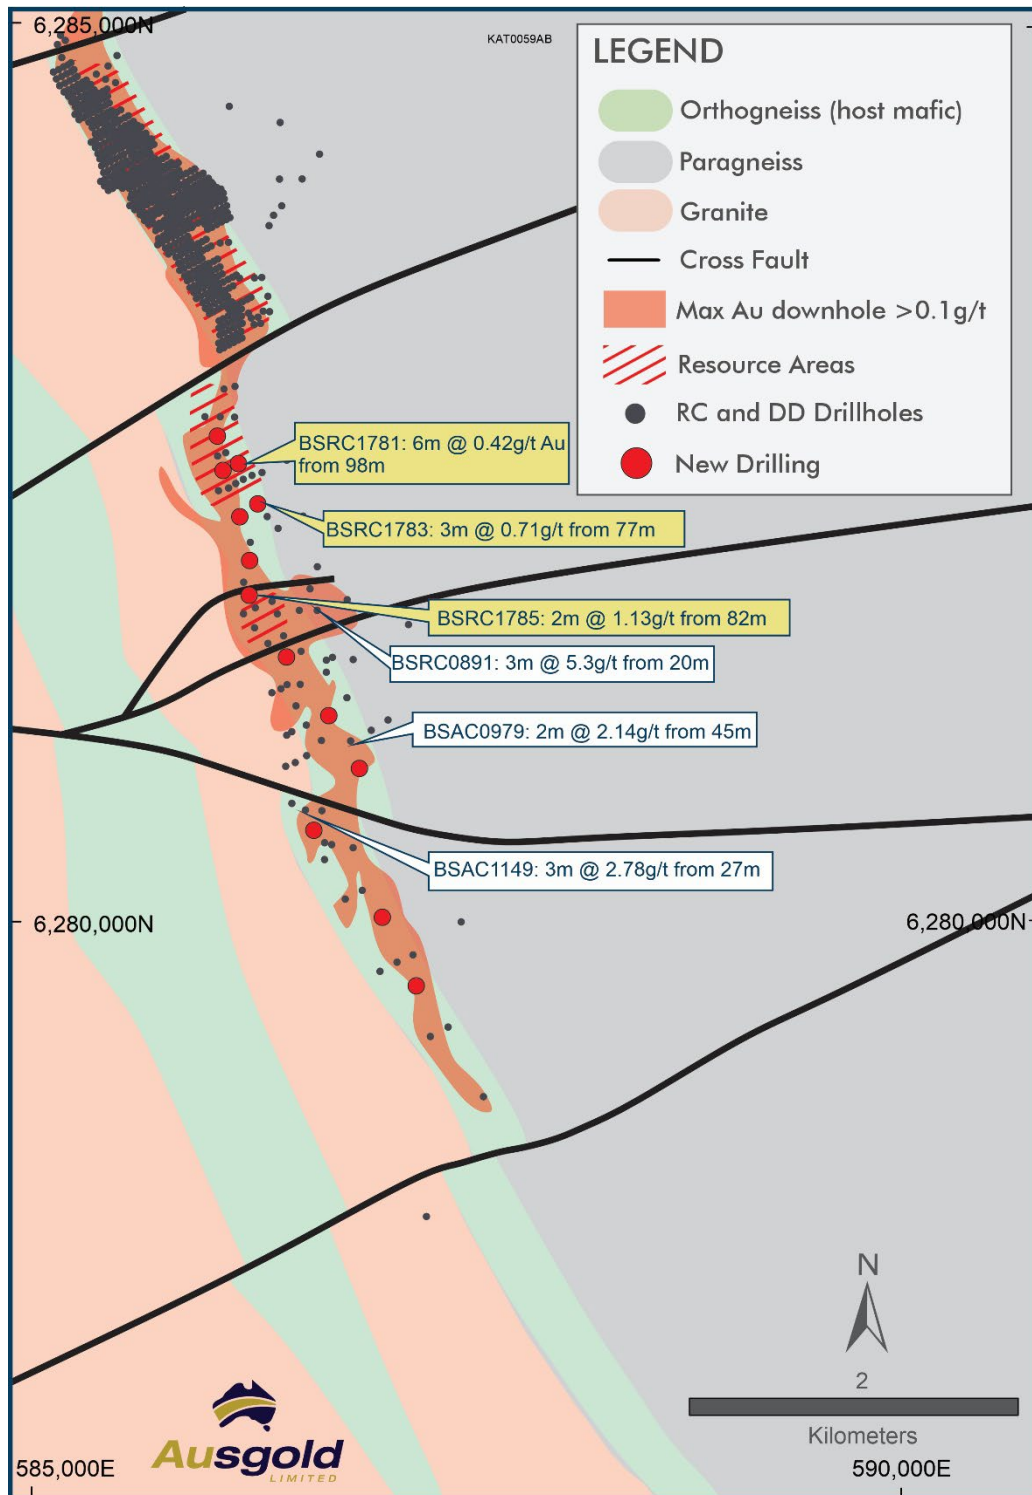 6,285,000N
KAT0059AB
LEGEND
Orthogneiss (host mafic)
Paragneiss
Granite
Cross Fault
Max Au downhole >0.1g/t
Resource Areas
RC and DD Drillholes
New Drilling
BSRC1781: 6m @ 0.42g/t Au
from 98m
BSRC1783: 3m @ 0.71g/t from 77m
BSRC1785: 2m @ 1.13g/t from 82m
BSRC0891: 3m @ 5.3g/t from 20m
BSAC0979: 2m @ 2.14g/t from 45m
BSAC1149: 3m @ 2.78g/t from 27m
6,280,000N
6,280,000N
N
2
Kilometers
Ausgold
LIMITED
585,000E
590,000E